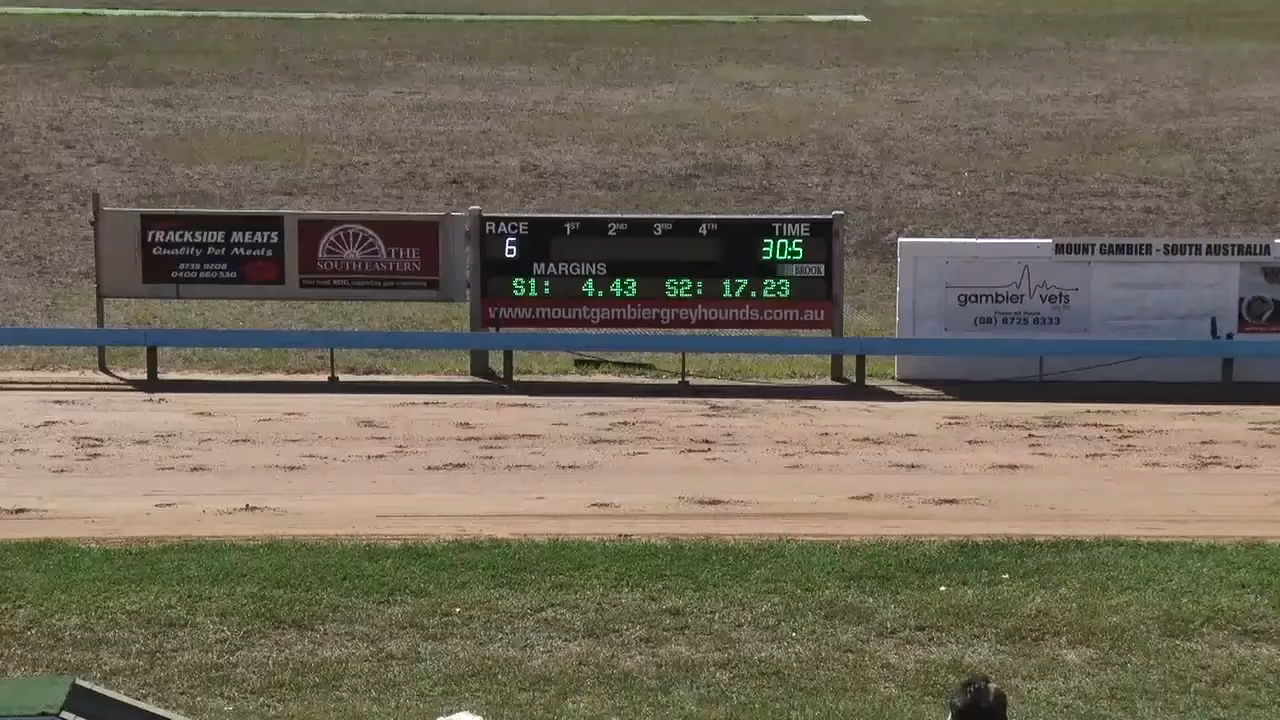 TRACKSIDE MEATS
Quality Pet Meats
8739 9208
0400 860 550
THE
SOUTH EASTERN
RACE 1ST 2ND 3RD 4TH TIME
6 30:5
MARGINS BROOK
S1: 4.43 S2: 17.23
www.mountgambiergreyhounds.com.au
MOUNT GAMBIER - SOUTH AUSTRALIA
gambier vets
(08) 8725 8333